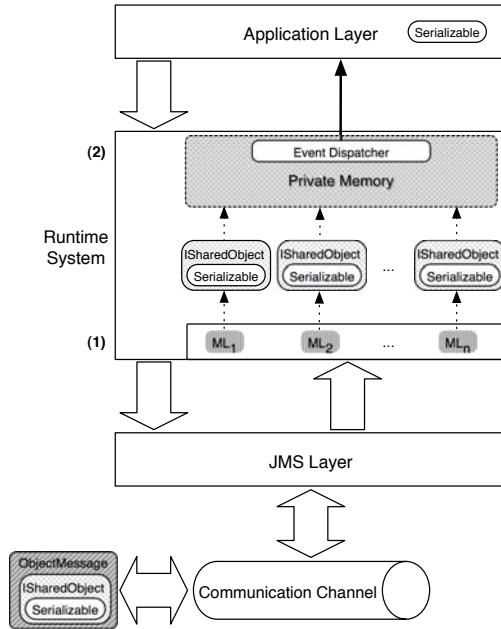 Application Layer
Serializable
(2)
Event Dispatcher
Private Memory
Runtime
System
ISharedObject
Serializable
ISharedObject
Serializable
...
ISharedObject
Serializable
(1)
ML1
ML2
...
MLn
JMS Layer
ObjectMessage
ISharedObject
Serializable
Communication Channel